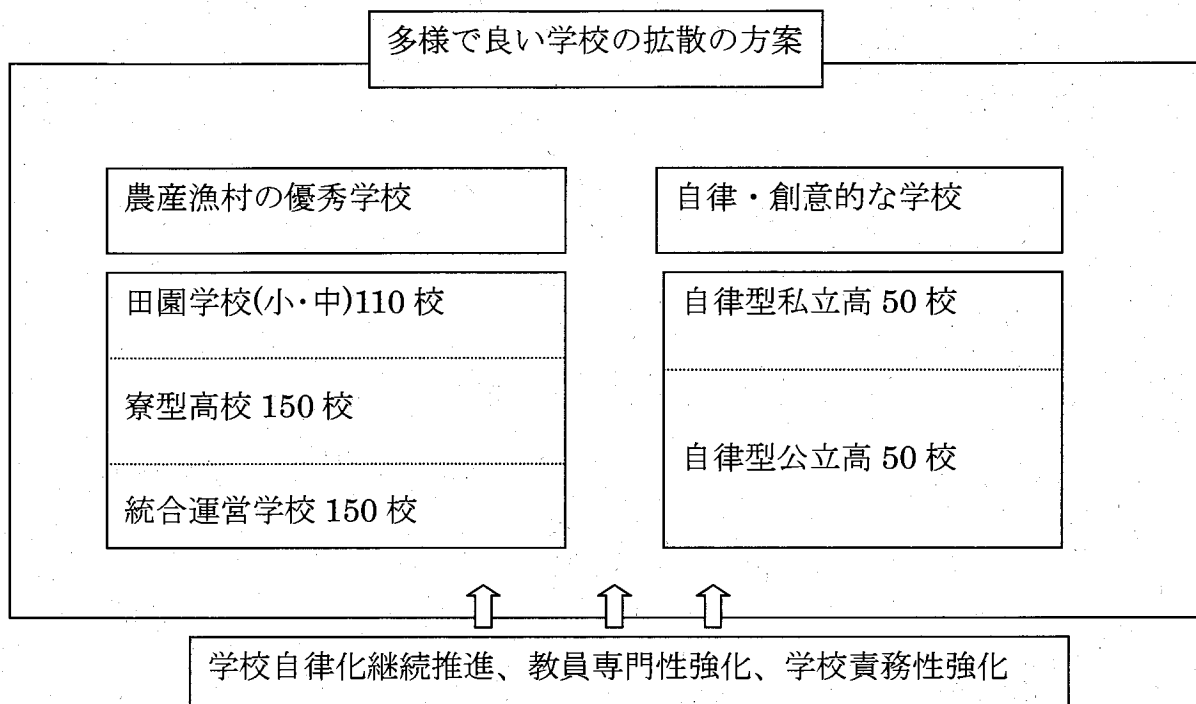 多様で良い学校の拡散の方案
農産漁村の優秀学校
自律・創意的な学校
田園学校(小・中)110 校
寮型高校 150 校
統合運営学校 150 校
自律型私立高 50 校
自律型公立高 50 校
学校自律化継続推進、教員専門性強化、学校責務性強化